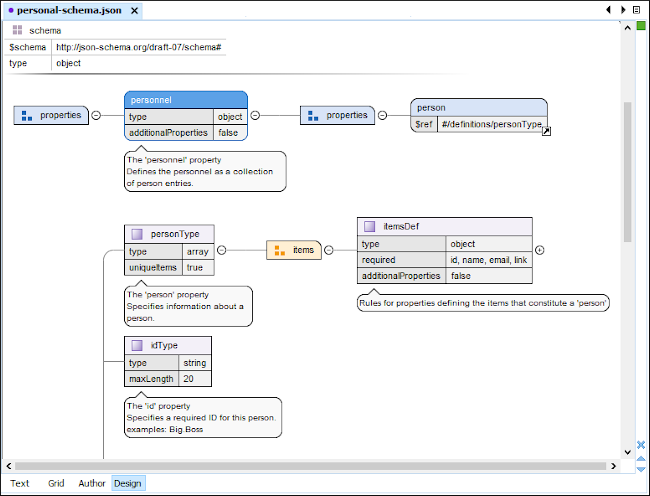 personal-schema.json
schema
$schema http://json-schema.org/draft-07/schema#
type object
properties
personnel
type object
additionalProperties false
properties
person
$ref #/definitions/personType
The 'personnel' property
Defines the personnel as a collection
of person entries.
personType
type array
uniqueItems true
items
itemsDef
type object
required id, name, email, link
additionalProperties false
The 'person' property
Specifies information about a
person.
Rules for properties defining the items that constitute a 'person'
idType
type string
maxLength 20
The 'id' property
Specifies a required ID for this person.
examples: Big.Boss
Text Grid Author Design